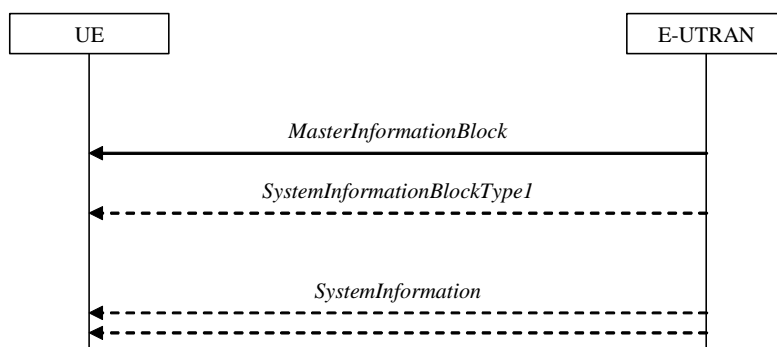 UE
E-UTRAN
MasterInformationBlock
SystemInformationBlockType1
SystemInformation